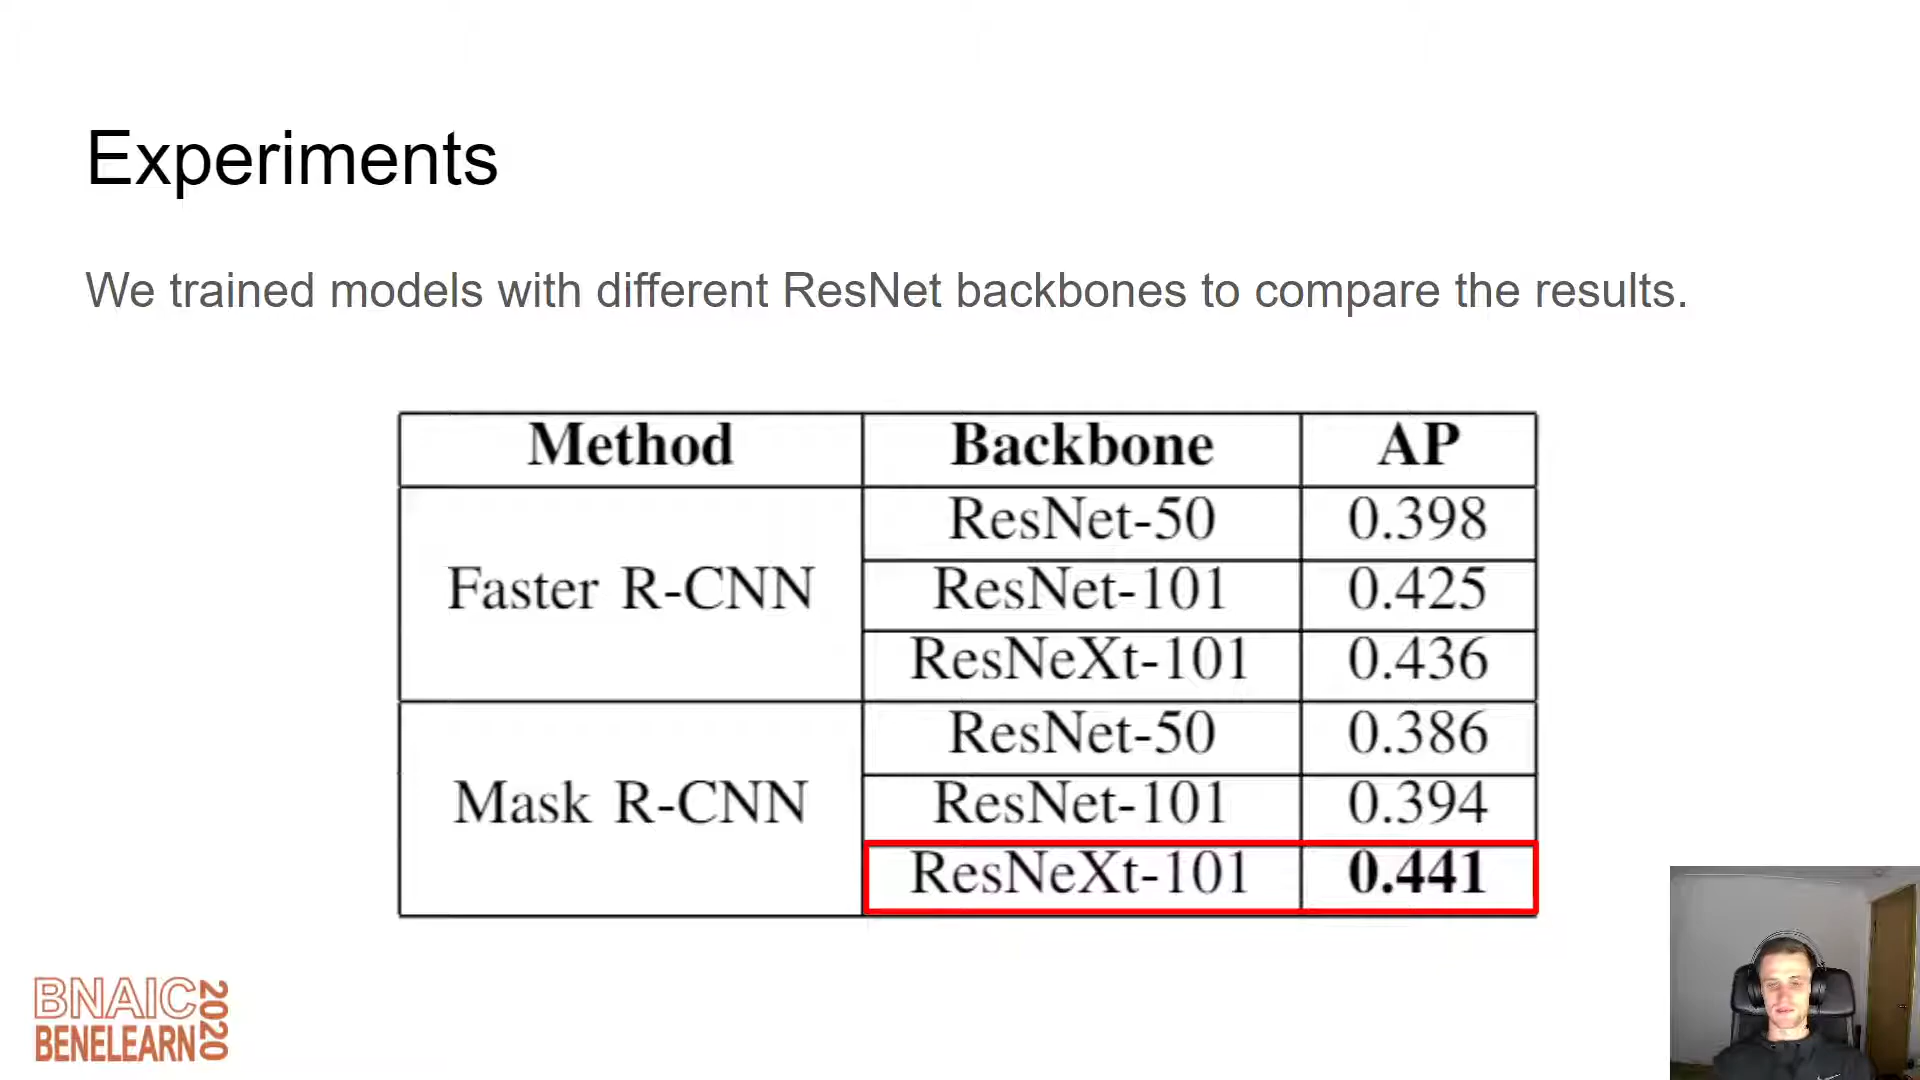 Experiments
We trained models with different ResNet backbones to compare the results.
Method Backbone AP
Faster R-CNN
ResNet-50 0.398
ResNet-101 0.425
ResNeXt-101 0.436
Mask R-CNN
ResNet-50 0.386
ResNet-101 0.394
ResNeXt-101 0.441
BNAIC
BENELEARN
2020